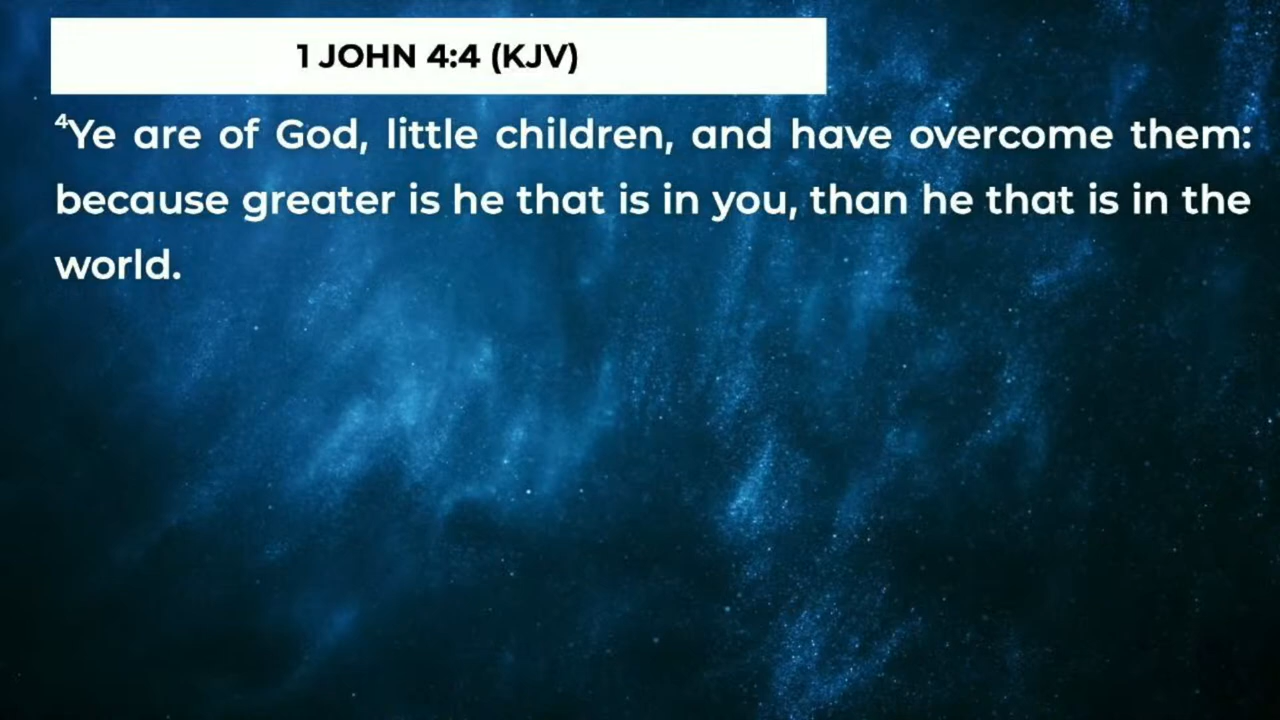 1 JOHN 4:4 (KJV)
⁴Ye are of God, little children, and have overcome them:
because greater is he that is in you, than he that is in the
world.